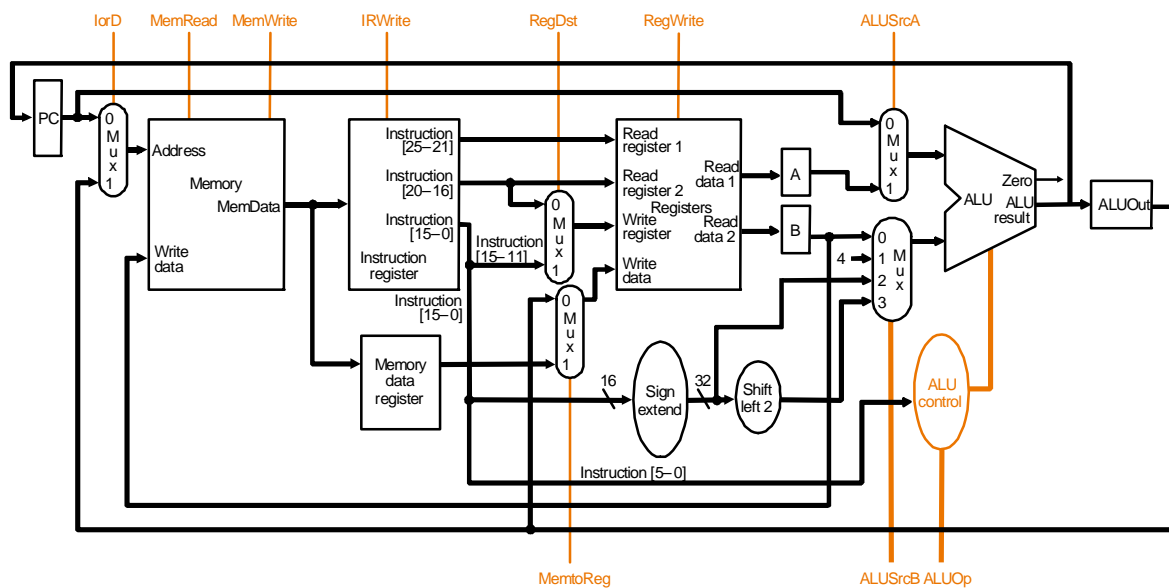 IorD MemRead MemWrite IRWrite RegDst RegWrite ALUSrcA
PC
0
M
u
x
1
Address
Memory
MemData
Write
data
Instruction
[25–21]
Instruction
[20–16]
Instruction
[15–0]
Instruction
register
Instruction
[15–11]
Instruction
[15–0]
Memory
data
register
0
M
u
x
1
0
M
u
x
1
Read
register 1
Read
register 2
Write
register
Write
data
Registers
Read
data 1
Read
data 2
A
B
0
M
u
x
1
4
0
1
2
3
M
u
x
ALU
Zero
ALU
result
ALUOut
16
Sign
extend
32
Shift
left 2
ALU
control
Instruction [5–0]
MemtoReg ALUSrcB ALUOp